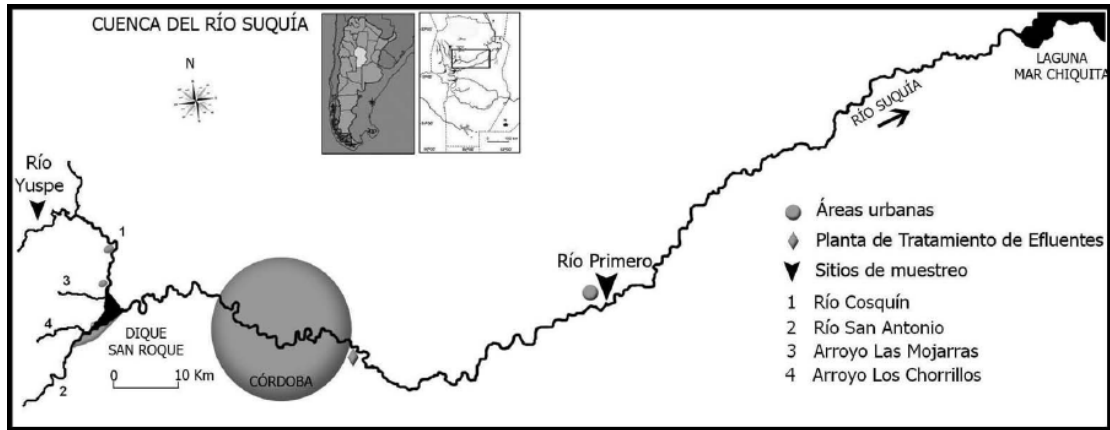 CUENCA DEL RÍO SUQUÍA
N
Río
Yuspe
1
3
4
2
DIQUE
SAN ROQUE
0 10 Km
CÓRDOBA
Río Primero
RÍO SUQUÍA
LAGUNA
MAR CHIQUITA
Áreas urbanas
Planta de Tratamiento de Efluentes
Sitios de muestreo
1 Río Cosquín
2 Río San Antonio
3 Arroyo Las Mojarras
4 Arroyo Los Chorrillos